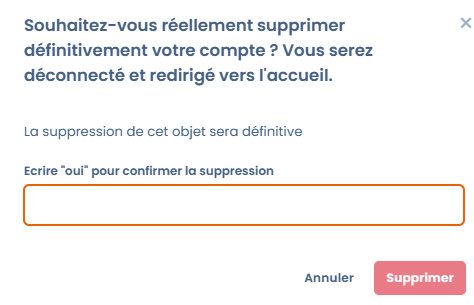 Souhaitez-vous réellement supprimer
définitivement votre compte ? Vous serez
déconnecté et redirigé vers l'accueil.
La suppression de cet objet sera définitive
Ecrire "oui" pour confirmer la suppression
Annuler
Supprimer